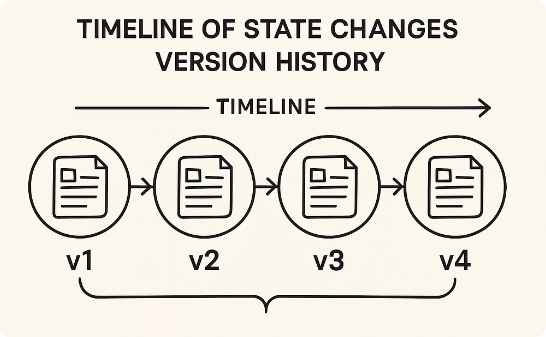 TIMELINE OF STATE CHANGES
VERSION HISTORY
TIMELINE
v1 v2 v3 v4